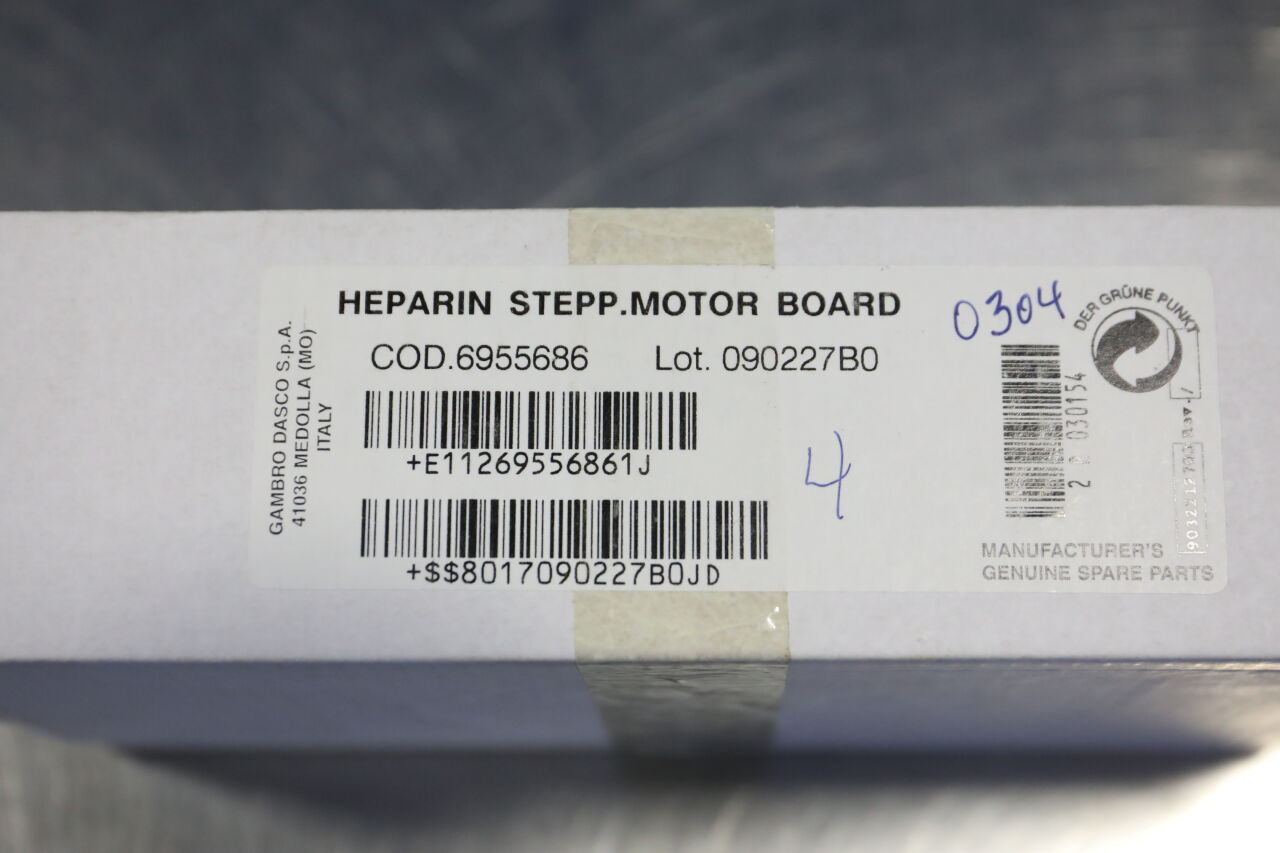 HEPARIN STEPP.MOTOR BOARD
COD.6955686 Lot. 090227B0
GAMBRO DASCO S.p.A.
41036 MEDOLLA (MO)
ITALY
+E11269556861J
+$$8017090227B0JD
0304
4
DER GRÜNE PUNKT
030154
MANUFACTURER'S
GENUINE SPARE PARTS